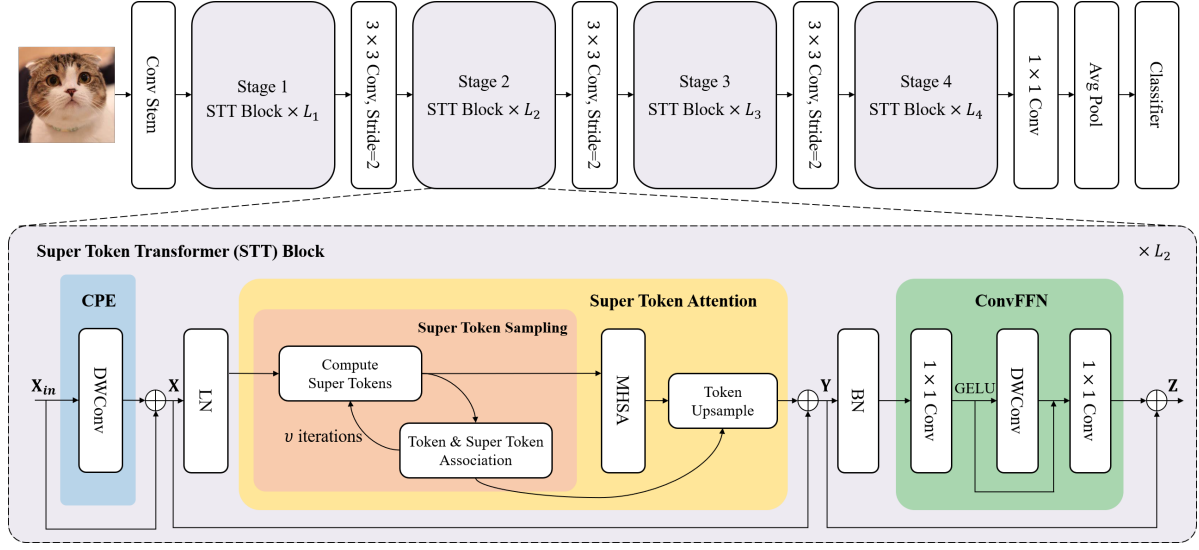 Conv Stem
Stage 1
STT Block × L₁
3 × 3 Conv, Stride=2
Stage 2
STT Block × L₂
3 × 3 Conv, Stride=2
Stage 3
STT Block × L₃
3 × 3 Conv, Stride=2
Stage 4
STT Block × L₄
1 × 1 Conv
Avg Pool
Classifier
Super Token Transformer (STT) Block
× L₂
CPE
X_in
DWConv
X
LN
Super Token Attention
Super Token Sampling
Compute
Super Tokens
υ iterations
Token & Super Token
Association
MHSA
Token
Upsample
Y
BN
ConvFFN
1 × 1 Conv
GELU
DWConv
1 × 1 Conv
Z